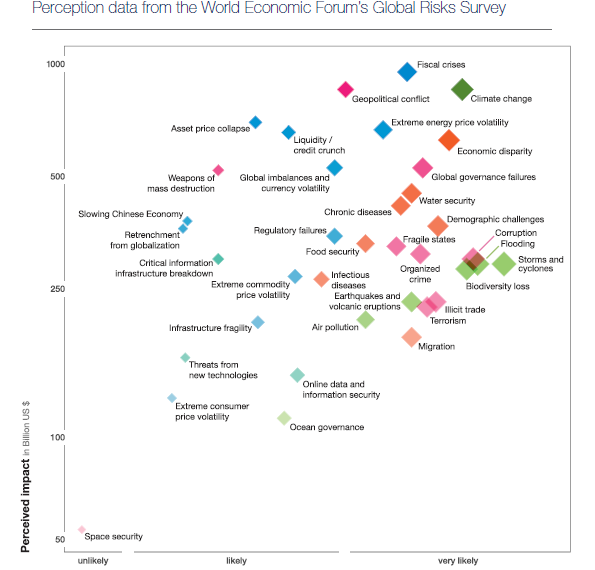 Perception data from the World Economic Forum's Global Risks Survey
1000
Fiscal crises
Geopolitical conflict
Climate change
Asset price collapse
Extreme energy price volatility
Liquidity /
credit crunch
Economic disparity
500
Weapons of
mass destruction
Global imbalances and
currency volatility
Global governance failures
Water security
Chronic diseases
Slowing Chinese Economy
Demographic challenges
Retrenchment
from globalization
Regulatory failures
Corruption
Flooding
Fragile states
Food security
Critical information
infrastructure breakdown
Organized
crime
Storms and
cyclones
Biodiversity loss
250
Extreme commodity
price volatility
Infectious
diseases
Earthquakes and
volcanic eruptions
Illicit trade
Terrorism
Infrastructure fragility
Air pollution
Migration
Threats from
new technologies
Online data and
information security
Extreme consumer
price volatility
Ocean governance
100
Perceived impact in Billion US $
50
Space security
unlikely
likely
very likely